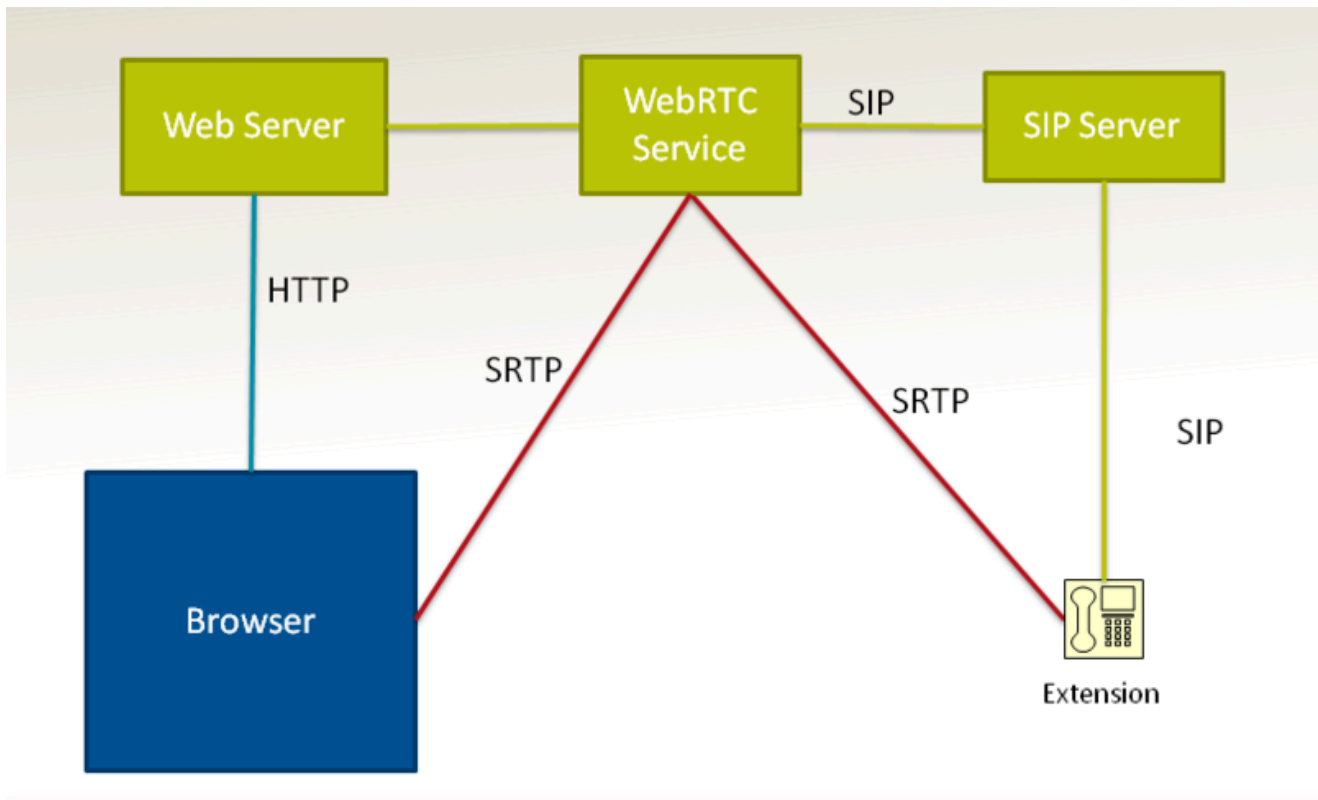 Web Server
WebRTC
Service
SIP
SIP Server
HTTP
SRTP
SRTP
SIP
Browser
Extension